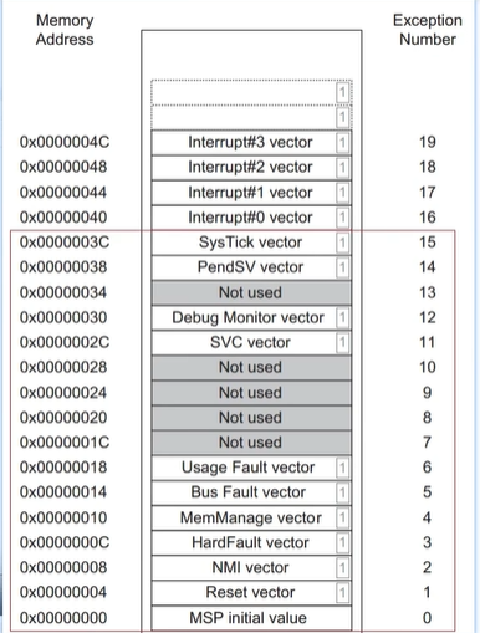 Memory Address Exception Number
1
1
0x0000004C Interrupt#3 vector 1 19
0x00000048 Interrupt#2 vector 1 18
0x00000044 Interrupt#1 vector 1 17
0x00000040 Interrupt#0 vector 1 16
0x0000003C SysTick vector 1 15
0x00000038 PendSV vector 1 14
0x00000034 Not used 13
0x00000030 Debug Monitor vector 1 12
0x0000002C SVC vector 1 11
0x00000028 Not used 10
0x00000024 Not used 9
0x00000020 Not used 8
0x0000001C Not used 7
0x00000018 Usage Fault vector 1 6
0x00000014 Bus Fault vector 1 5
0x00000010 MemManage vector 1 4
0x0000000C HardFault vector 1 3
0x00000008 NMI vector 1 2
0x00000004 Reset vector 1 1
0x00000000 MSP initial value 0